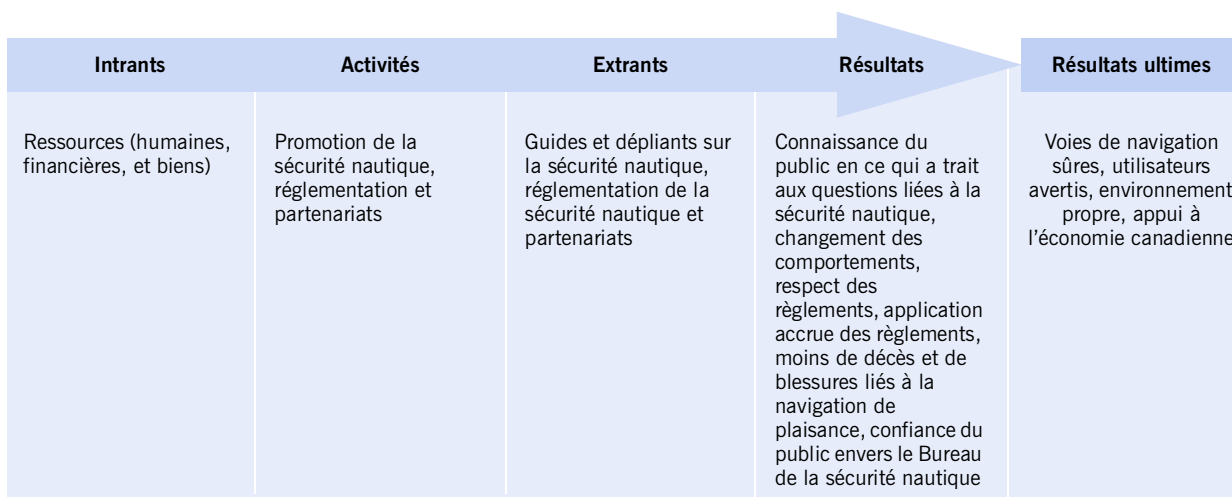 Intrants
Activités
Extrants
Résultats
Résultats ultimes
Ressources (humaines,
financières, et biens)
Promotion de la
sécurité nautique,
réglementation et
partenariats
Guides et dépliants sur
la sécurité nautique,
réglementation de la
sécurité nautique et
partenariats
Connaissance du
public en ce qui a trait
aux questions liées à la
sécurité nautique,
changement des
comportements,
respect des
règlements, application
accrue des règlements,
moins de décès et de
blessures liés à la
navigation de
plaisance, confiance du
public envers le Bureau
de la sécurité nautique
Voies de navigation
sûres, utilisateurs
avertis, environnement
propre, appui à
l'économie canadienne